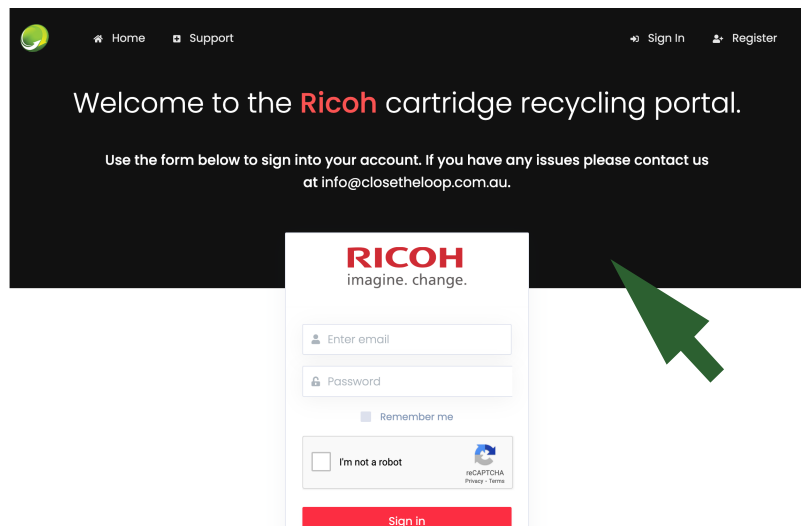 Home Support Sign In Register
Welcome to the Ricoh cartridge recycling portal.
Use the form below to sign into your account. If you have any issues please contact us
at info@closetheloop.com.au.
RICOH
imagine. change.
Enter email
Password
Remember me
I'm not a robot
reCAPTCHA
Privacy - Terms
Sign in